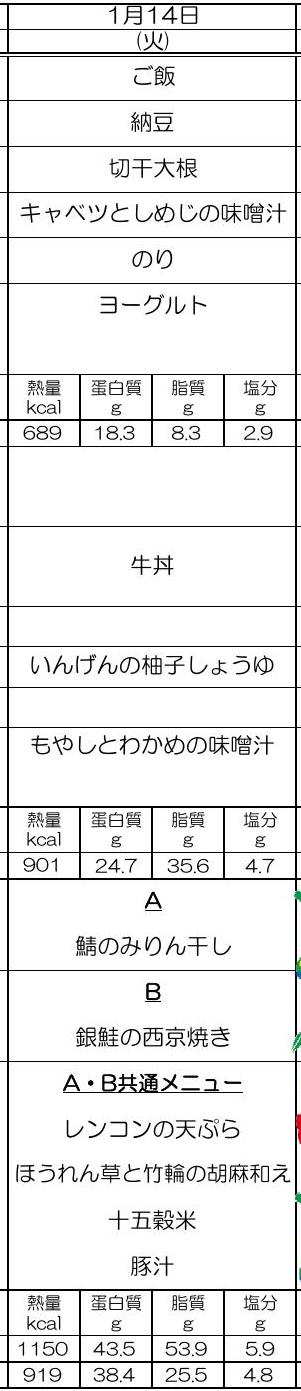 1月14日
(火)
ご飯
納豆
切干大根
キャベツとしめじの味噌汁
のり
ヨーグルト
熱量 蛋白質 脂質 塩分
kcal g g g
689 18.3 8.3 2.9
牛丼
いんげんの柚子しょうゆ
もやしとわかめの味噌汁
熱量 蛋白質 脂質 塩分
kcal g g g
901 24.7 35.6 4.7
A
鯖のみりん干し
B
銀鮭の西京焼き
A・B共通メニュー
レンコンの天ぷら
ほうれん草と竹輪の胡麻和え
十五穀米
豚汁
熱量 蛋白質 脂質 塩分
kcal g g g
1150 43.5 53.9 5.9
919 38.4 25.5 4.8